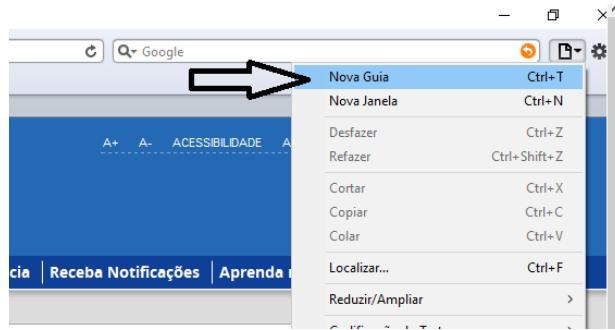 Google
Nova Guia Ctrl+T
Nova Janela Ctrl+N
Desfazer Ctrl+Z
Refazer Ctrl+Shift+Z
Cortar Ctrl+X
Copiar Ctrl+C
Colar Ctrl+V
Localizar... Ctrl+F
Reduzir/Ampliar
A+ A- ACESSIBILIDADE A
cia Receba Notificações Aprenda